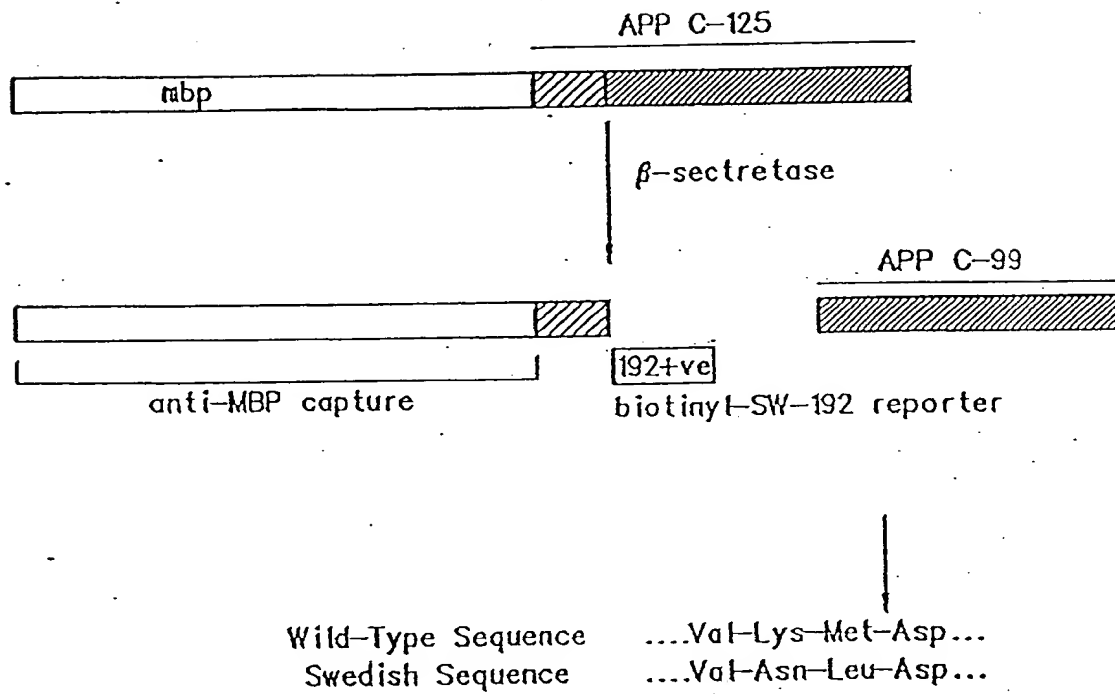 APP C-125
mbp
β-sectretase
APP C-99
192+ve
anti-MBP capture
biotinyl-SW-192 reporter
Wild-Type Sequence ....Val-Lys-Met-Asp...
Swedish Sequence ....Val-Asn-Leu-Asp...